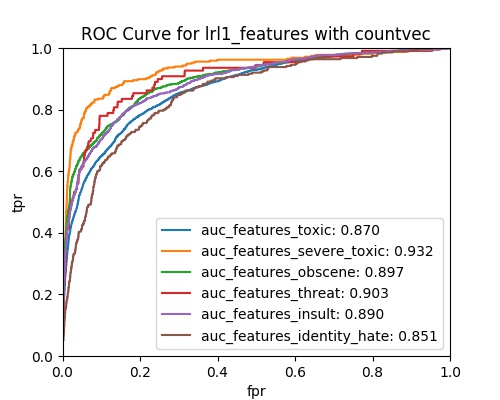 ROC Curve for lrl1_features with countvec
1.0
0.8
0.6
0.4
0.2
0.0
tpr
auc_features_toxic: 0.870
auc_features_severe_toxic: 0.932
auc_features_obscene: 0.897
auc_features_threat: 0.903
auc_features_insult: 0.890
auc_features_identity_hate: 0.851
0.0 0.2 0.4 0.6 0.8 1.0
fpr